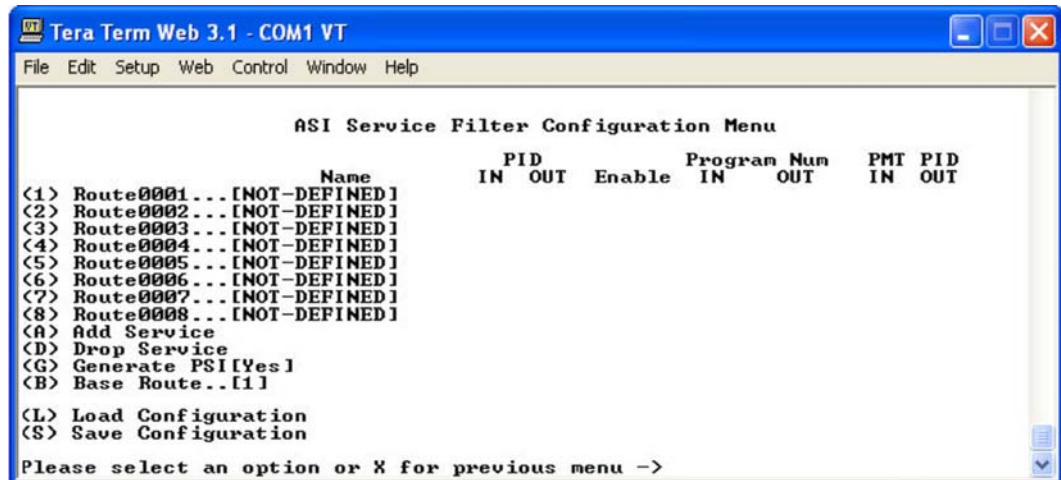 VT Tera Term Web 3.1 - COM1 VT
File Edit Setup Web Control Window Help
ASI Service Filter Configuration Menu
PID Program Num PMT PID
Name IN OUT Enable IN OUT IN OUT
(1) Route0001...[NOT-DEFINED]
(2) Route0002...[NOT-DEFINED]
(3) Route0003...[NOT-DEFINED]
(4) Route0004...[NOT-DEFINED]
(5) Route0005...[NOT-DEFINED]
(6) Route0006...[NOT-DEFINED]
(7) Route0007...[NOT-DEFINED]
(8) Route0008...[NOT-DEFINED]
(A) Add Service
(D) Drop Service
(G) Generate PSI[Yes]
(B) Base Route..[1]
(L) Load Configuration
(S) Save Configuration
Please select an option or X for previous menu ->